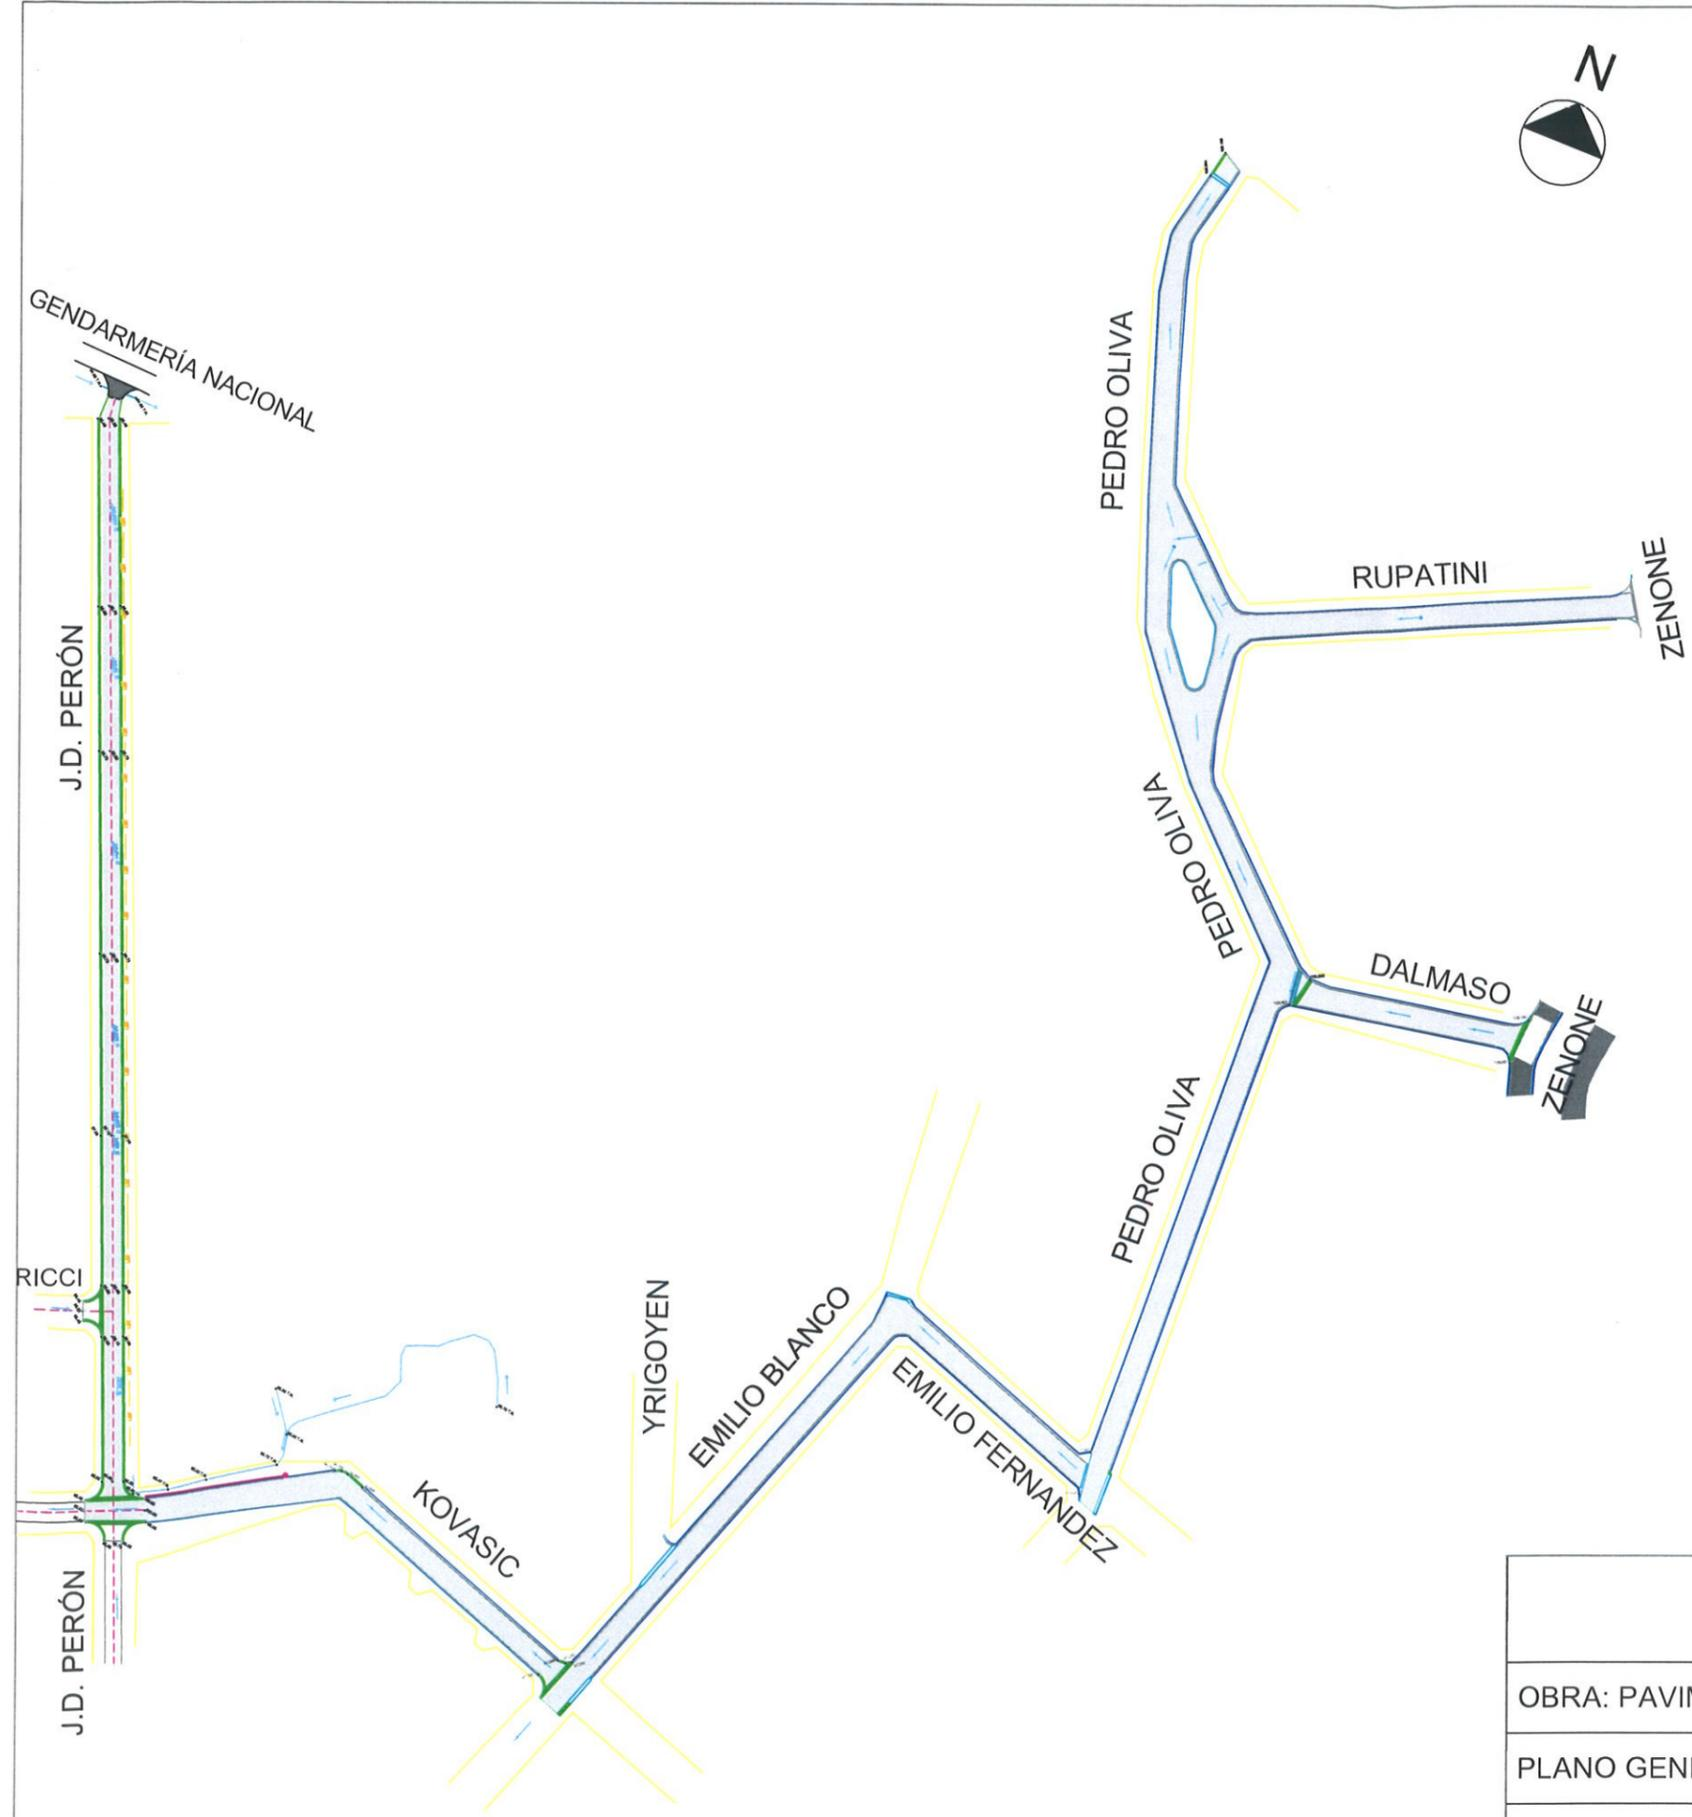 N
GENDARMERÍA NACIONAL
PEDRO OLIVA
RUPATINI
ZENONE
J.D. PERÓN
PEDRO OLIVA
DALMASO
ZENONE
PEDRO OLIVA
RICCI
YRIGOYEN
EMILIO BLANCO
EMILIO FERNANDEZ
KOVASIC
J.D. PERÓN
OBRA: PAVI
PLANO GEN